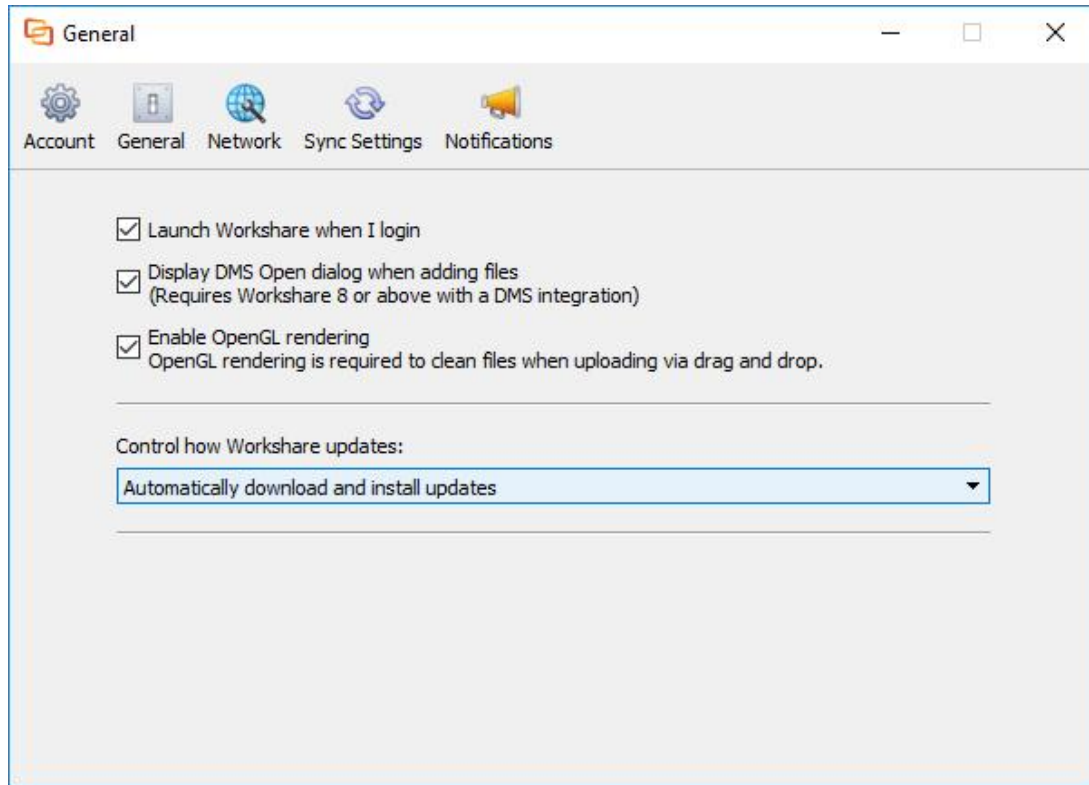 General
Account General Network Sync Settings Notifications
Launch Workshare when I login
Display DMS Open dialog when adding files
(Requires Workshare 8 or above with a DMS integration)
Enable OpenGL rendering
OpenGL rendering is required to clean files when uploading via drag and drop.
Control how Workshare updates:
Automatically download and install updates